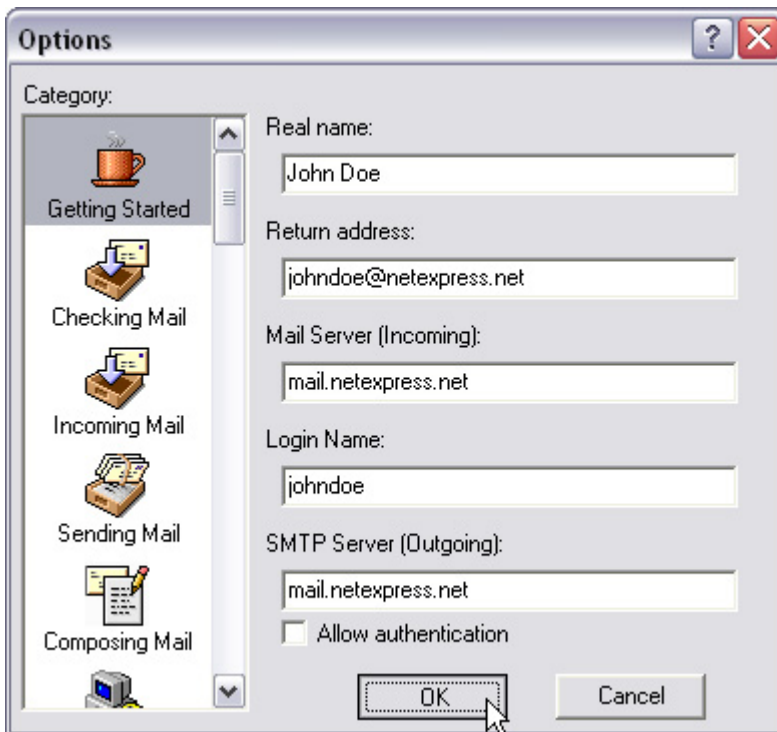 Options
Category:
Getting Started
Checking Mail
Incoming Mail
Sending Mail
Composing Mail
Real name:
John Doe
Return address:
johndoe@netexpress.net
Mail Server (Incoming):
mail.netexpress.net
Login Name:
johndoe
SMTP Server (Outgoing):
mail.netexpress.net
Allow authentication
OK
Cancel